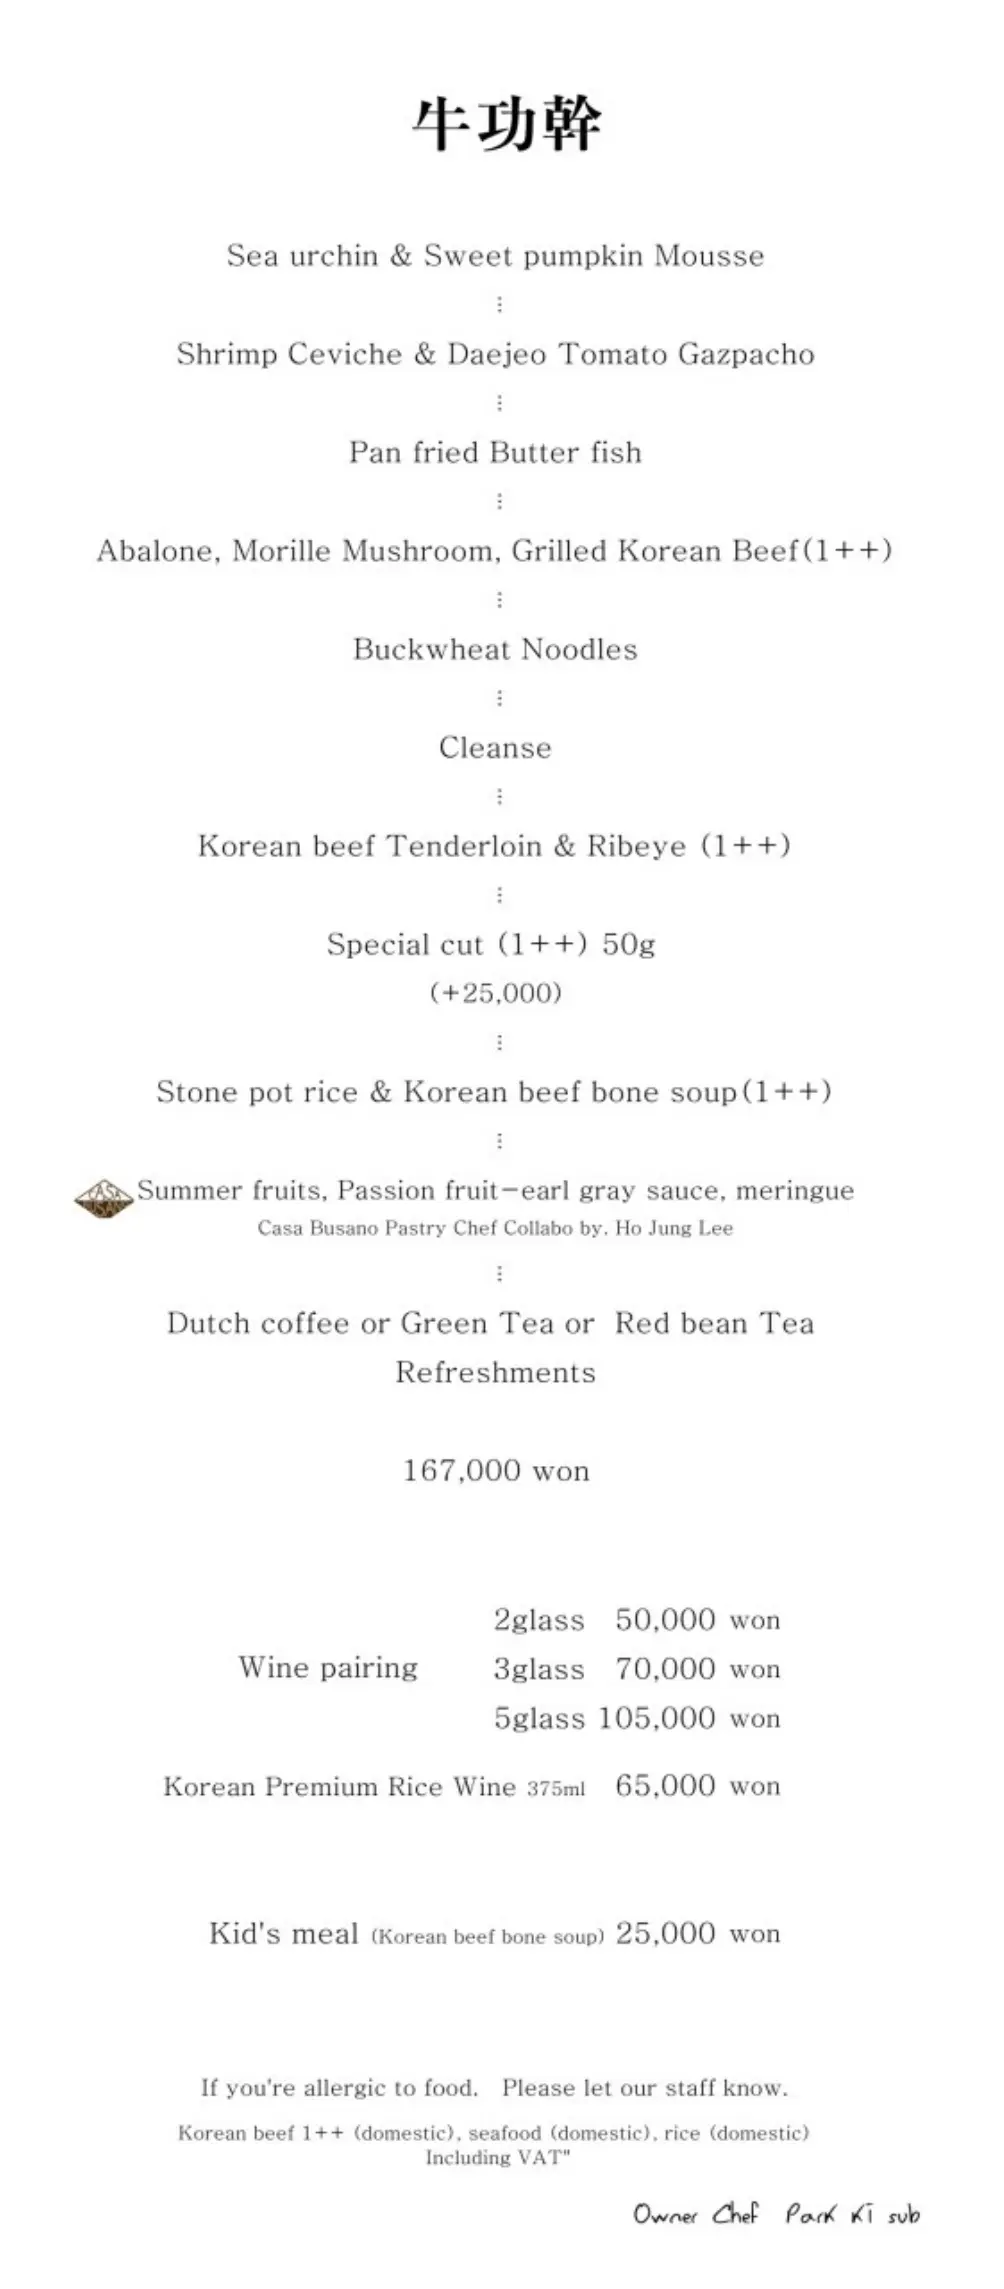 牛功幹
Sea urchin & Sweet pumpkin Mousse
Shrimp Ceviche & Daejeo Tomato Gazpacho
Pan fried Butter fish
Abalone, Morille Mushroom, Grilled Korean Beef(1++)
Buckwheat Noodles
Cleanse
Korean beef Tenderloin & Ribeye (1++)
Special cut (1++) 50g
(+25,000)
Stone pot rice & Korean beef bone soup(1++)
CASA BUSANO
Summer fruits, Passion fruit-earl gray sauce, meringue
Casa Busano Pastry Chef Collabo by. Ho Jung Lee
Dutch coffee or Green Tea or Red bean Tea
Refreshments
167,000 won
2glass 50,000 won
Wine pairing 3glass 70,000 won
5glass 105,000 won
Korean Premium Rice Wine 375ml 65,000 won
Kid's meal (Korean beef bone soup) 25,000 won
If you're allergic to food. Please let our staff know.
Korean beef 1++ (domestic), seafood (domestic), rice (domestic)
Including VAT"
Owner Chef Park Ki sub